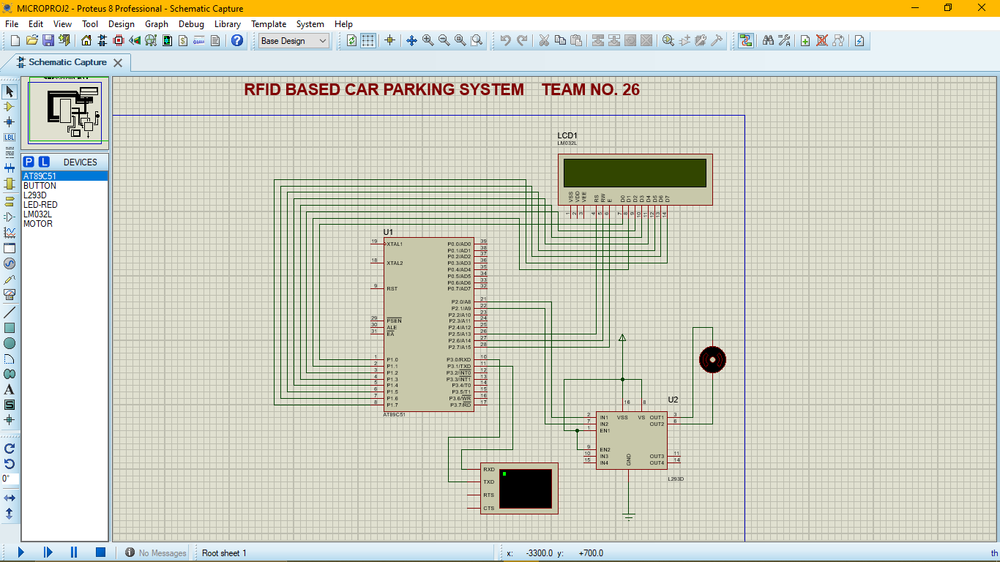 MICROPROJ2 - Proteus 8 Professional - Schematic Capture
File Edit View Tool Design Graph Debug Library Template System Help
Base Design
Schematic Capture
RFID BASED CAR PARKING SYSTEM TEAM NO. 26
P L DEVICES
AT89C51
BUTTON
L293D
LED-RED
LM032L
MOTOR
LBL
A
S
0°
LCD1
LM032L
VSS VDD VEE RS RW E D0 D1 D2 D3 D4 D5 D6 D7
1 2 3 4 5 6 7 8 9 10 11 12 13 14
U1
19 XTAL1 P0.0/AD0 39
P0.1/AD1 38
P0.2/AD2 37
18 XTAL2 P0.3/AD3 36
P0.4/AD4 35
P0.5/AD5 34
P0.6/AD6 33
9 RST P0.7/AD7 32
P2.0/A8 21
P2.1/A9 22
P2.2/A10 23
29 PSEN P2.3/A11 24
30 ALE P2.4/A12 25
31 EA P2.5/A13 26
P2.6/A14 27
P2.7/A15 28
1 P1.0 P3.0/RXD 10
2 P1.1 P3.1/TXD 11
3 P1.2 P3.2/INT0 12
4 P1.3 P3.3/INT1 13
5 P1.4 P3.4/T0 14
6 P1.5 P3.5/T1 15
7 P1.6 P3.6/WR 16
8 P1.7 P3.7/RD 17
AT89C51
U2
16 8
2 IN1 VSS VS OUT1 3
7 IN2 OUT2 6
1 EN1
9 EN2
10 IN3 OUT3 11
15 IN4 GND OUT4 14
L293D
RXD
TXD
RTS
CTS
No Messages
Root sheet 1
x: -3300.0 y: +700.0
th